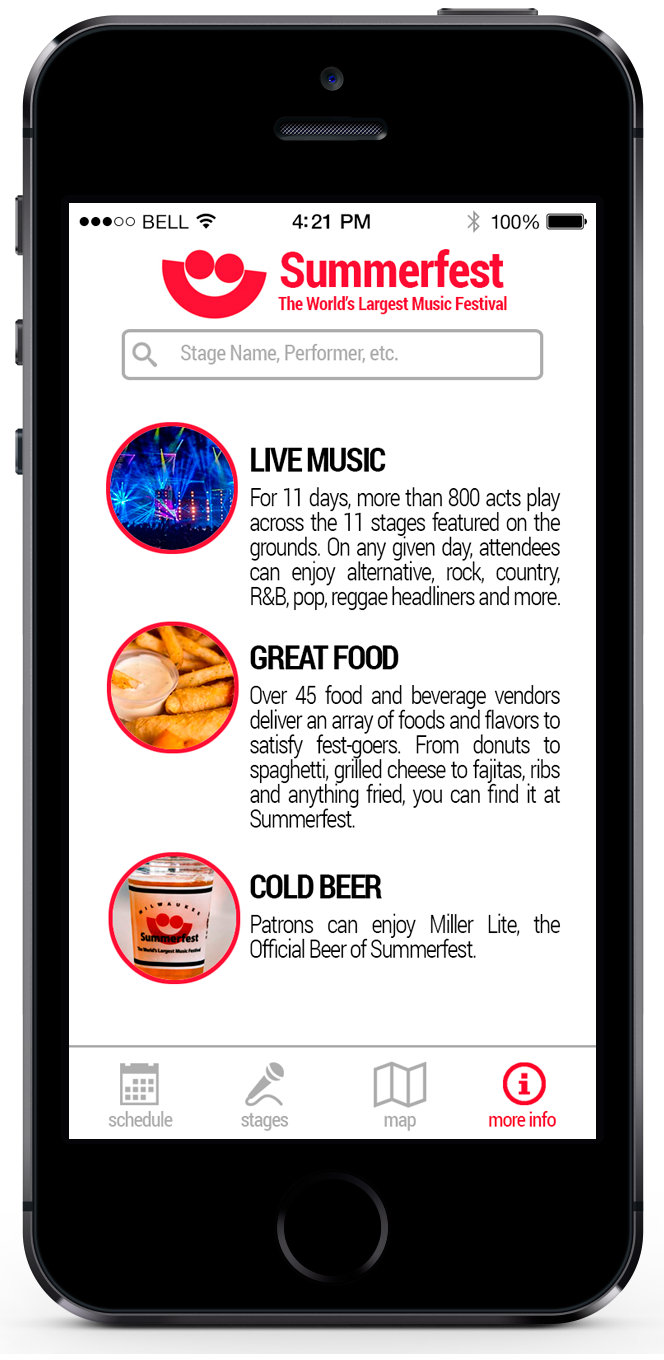 BELL 4:21 PM 100%
Summerfest
The World's Largest Music Festival
Stage Name, Performer, etc.
LIVE MUSIC
For 11 days, more than 800 acts play
across the 11 stages featured on the
grounds. On any given day, attendees
can enjoy alternative, rock, country,
R&B, pop, reggae headliners and more.
GREAT FOOD
Over 45 food and beverage vendors
deliver an array of foods and flavors to
satisfy fest-goers. From donuts to
spaghetti, grilled cheese to fajitas, ribs
and anything fried, you can find it at
Summerfest.
MILWAUKEE
Summerfest
The World's Largest Music Festival
COLD BEER
Patrons can enjoy Miller Lite, the
Official Beer of Summerfest.
schedule stages map more info